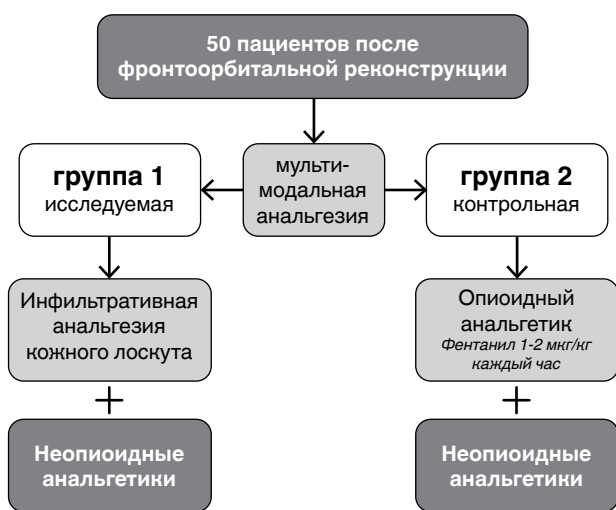 50 пациентов после
фронтоорбитальной реконструкции
группа 1
исследуемая
мульти-
модальная
анальгезия
группа 2
контрольная
Инфильтративная
анальгезия
кожного лоскута
Опиоидный
анальгетик
Фентанил 1-2 мкг/кг
каждый час
+
+
Неопиоидные
анальгетики
Неопиоидные
анальгетики